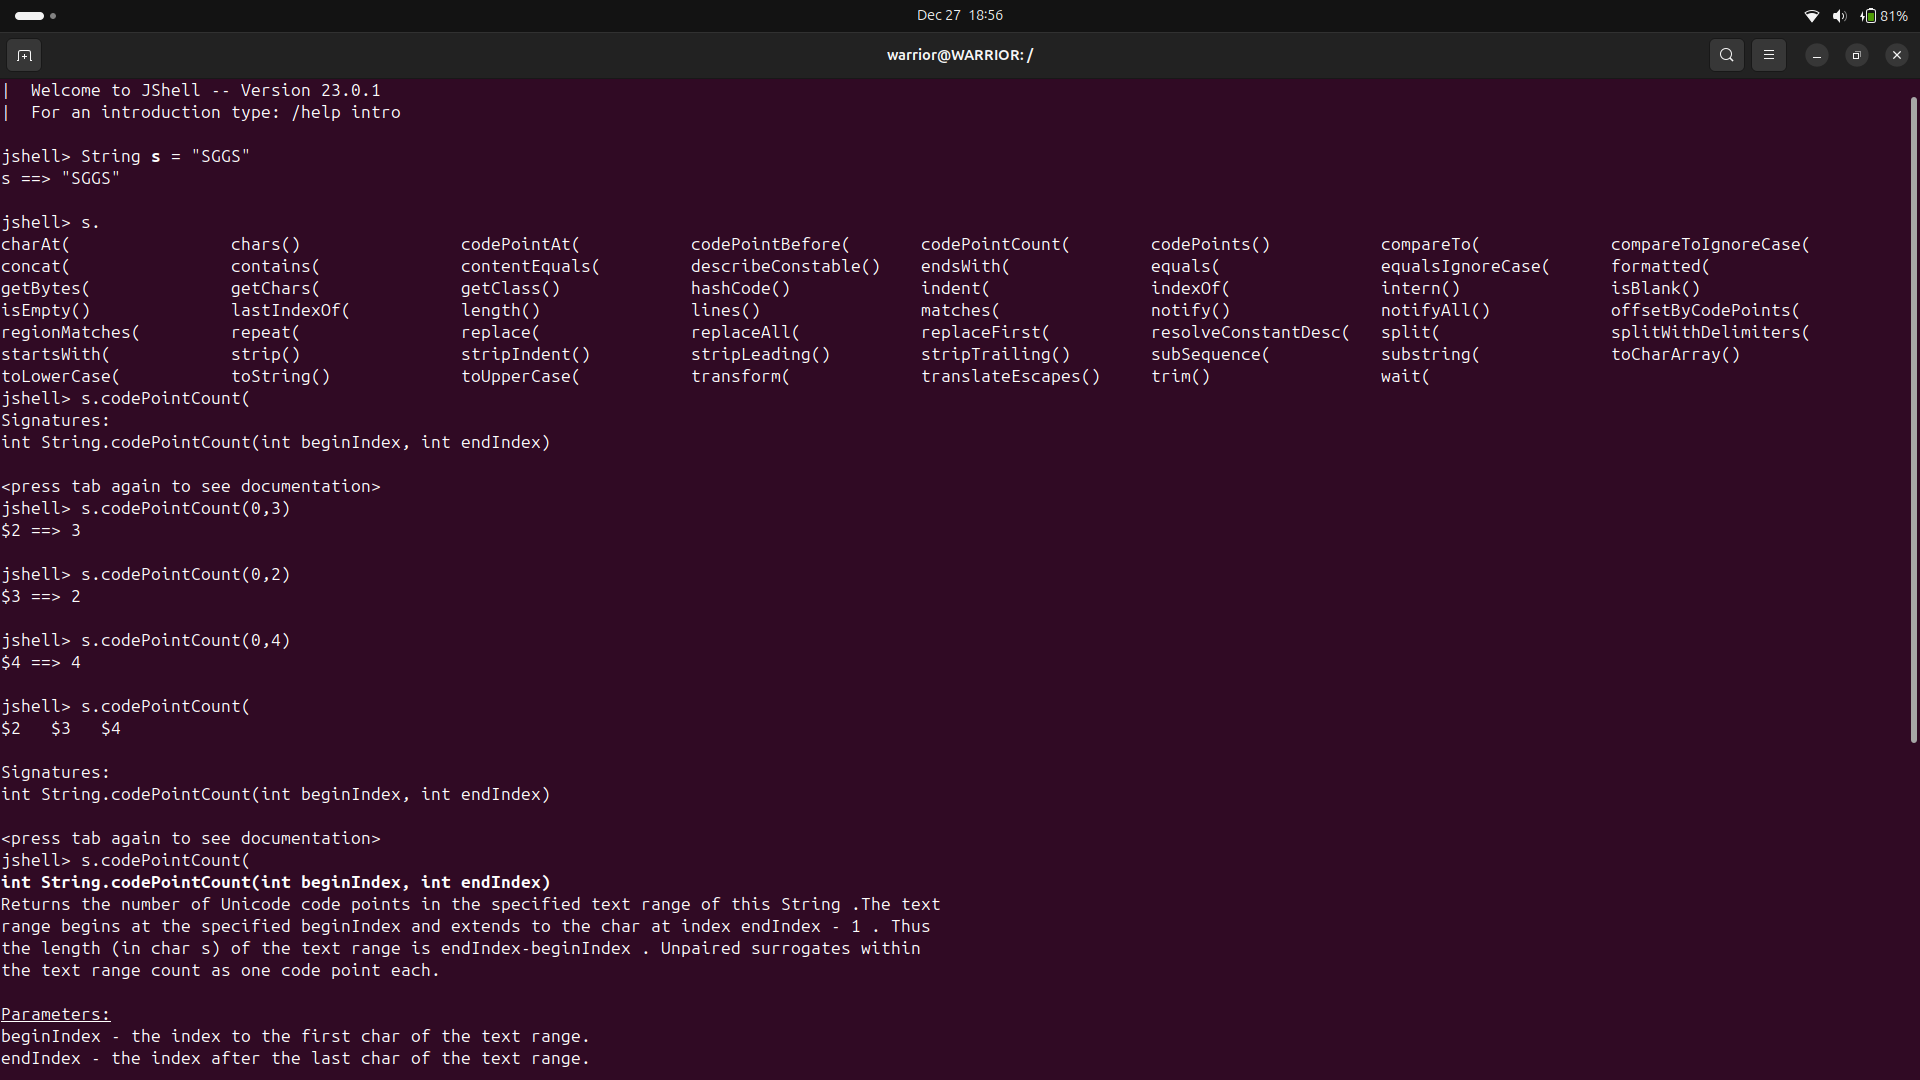 Dec 27 18:56
81%
warrior@WARRIOR: /
| Welcome to JShell -- Version 23.0.1
| For an introduction type: /help intro
jshell> String s = "SGGS"
s ==> "SGGS"
jshell> s.
charAt( chars() codePointAt( codePointBefore( codePointCount( codePoints() compareTo( compareToIgnoreCase(
concat( contains( contentEquals( describeConstable() endsWith( equals( equalsIgnoreCase( formatted(
getBytes( getChars( getClass() hashCode() indent( indexOf( intern() isBlank()
isEmpty() lastIndexOf( length() lines() matches( notify() notifyAll() offsetByCodePoints(
regionMatches( repeat( replace( replaceAll( replaceFirst( resolveConstantDesc( split( splitWithDelimiters(
startsWith( strip() stripIndent() stripLeading() stripTrailing() subSequence( substring( toCharArray()
toLowerCase( toString() toUpperCase( transform( translateEscapes() trim() wait(
jshell> s.codePointCount(
Signatures:
int String.codePointCount(int beginIndex, int endIndex)
<press tab again to see documentation>
jshell> s.codePointCount(0,3)
$2 ==> 3
jshell> s.codePointCount(0,2)
$3 ==> 2
jshell> s.codePointCount(0,4)
$4 ==> 4
jshell> s.codePointCount(
$2 $3 $4
Signatures:
int String.codePointCount(int beginIndex, int endIndex)
<press tab again to see documentation>
jshell> s.codePointCount(
int String.codePointCount(int beginIndex, int endIndex)
Returns the number of Unicode code points in the specified text range of this String .The text
range begins at the specified beginIndex and extends to the char at index endIndex - 1 . Thus
the length (in char s) of the text range is endIndex-beginIndex . Unpaired surrogates within
the text range count as one code point each.
Parameters:
beginIndex - the index to the first char of the text range.
endIndex - the index after the last char of the text range.